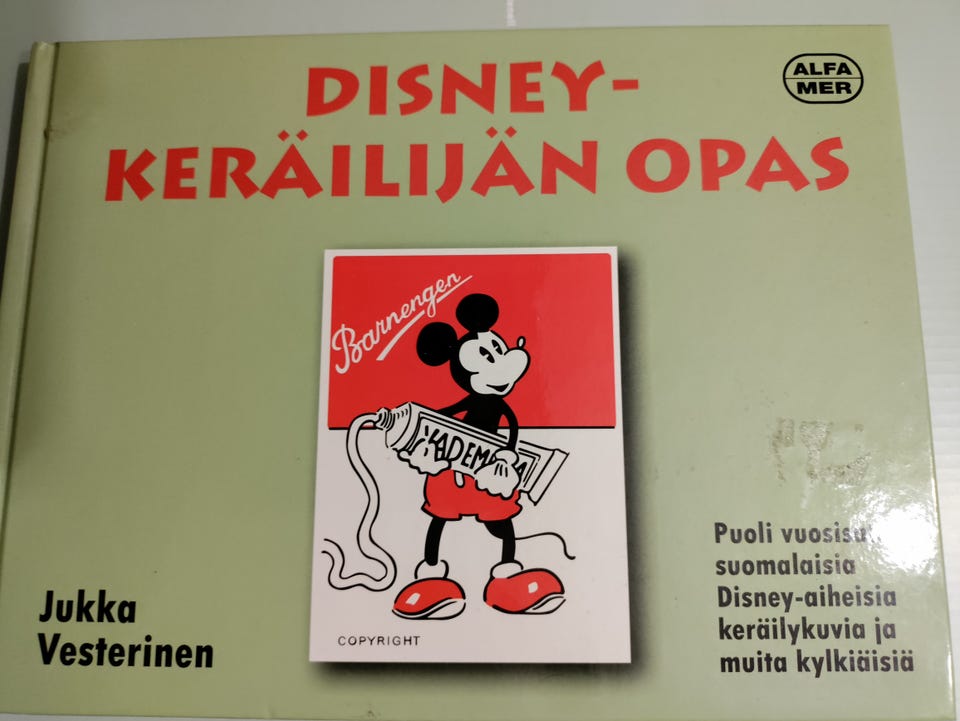 DISNEY-
KERÄILIJÄN OPAS
ALFA
MER
Barnengen
COPYRIGHT
Jukka
Vesterinen
Puoli
suomalaisia
Disney-aiheisia
keräilykuvia ja
muita kylkiäisiä